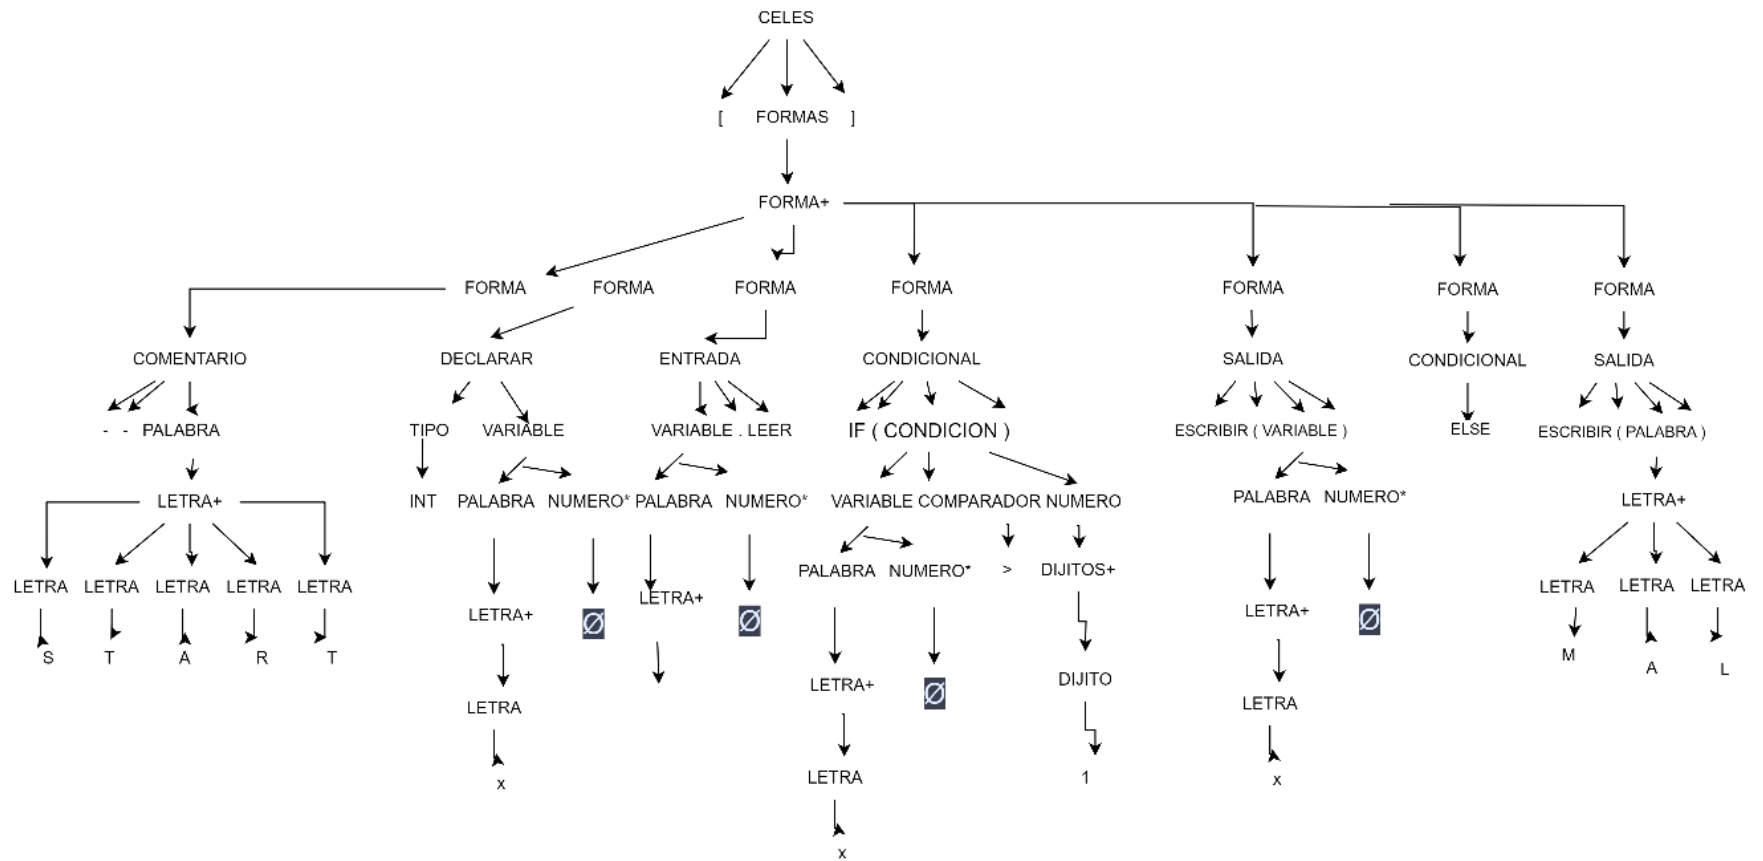 CELES
[ FORMAS ]
FORMA+
FORMA FORMA FORMA FORMA FORMA FORMA FORMA
COMENTARIO DECLARAR ENTRADA CONDICIONAL SALIDA CONDICIONAL SALIDA
- - PALABRA TIPO VARIABLE VARIABLE . LEER IF ( CONDICION ) ESCRIBIR ( VARIABLE ) ELSE ESCRIBIR ( PALABRA )
LETRA+ INT PALABRA NUMERO* PALABRA NUMERO* VARIABLE COMPARADOR NUMERO PALABRA NUMERO* LETRA+
PALABRA NUMERO* > DIJITOS+
LETRA LETRA LETRA LETRA LETRA LETRA LETRA LETRA
LETRA+ Ø LETRA+ Ø LETRA+ Ø
S T A R T M A L
LETRA+ Ø DIJITO
LETRA LETRA
LETRA 1
x x
x